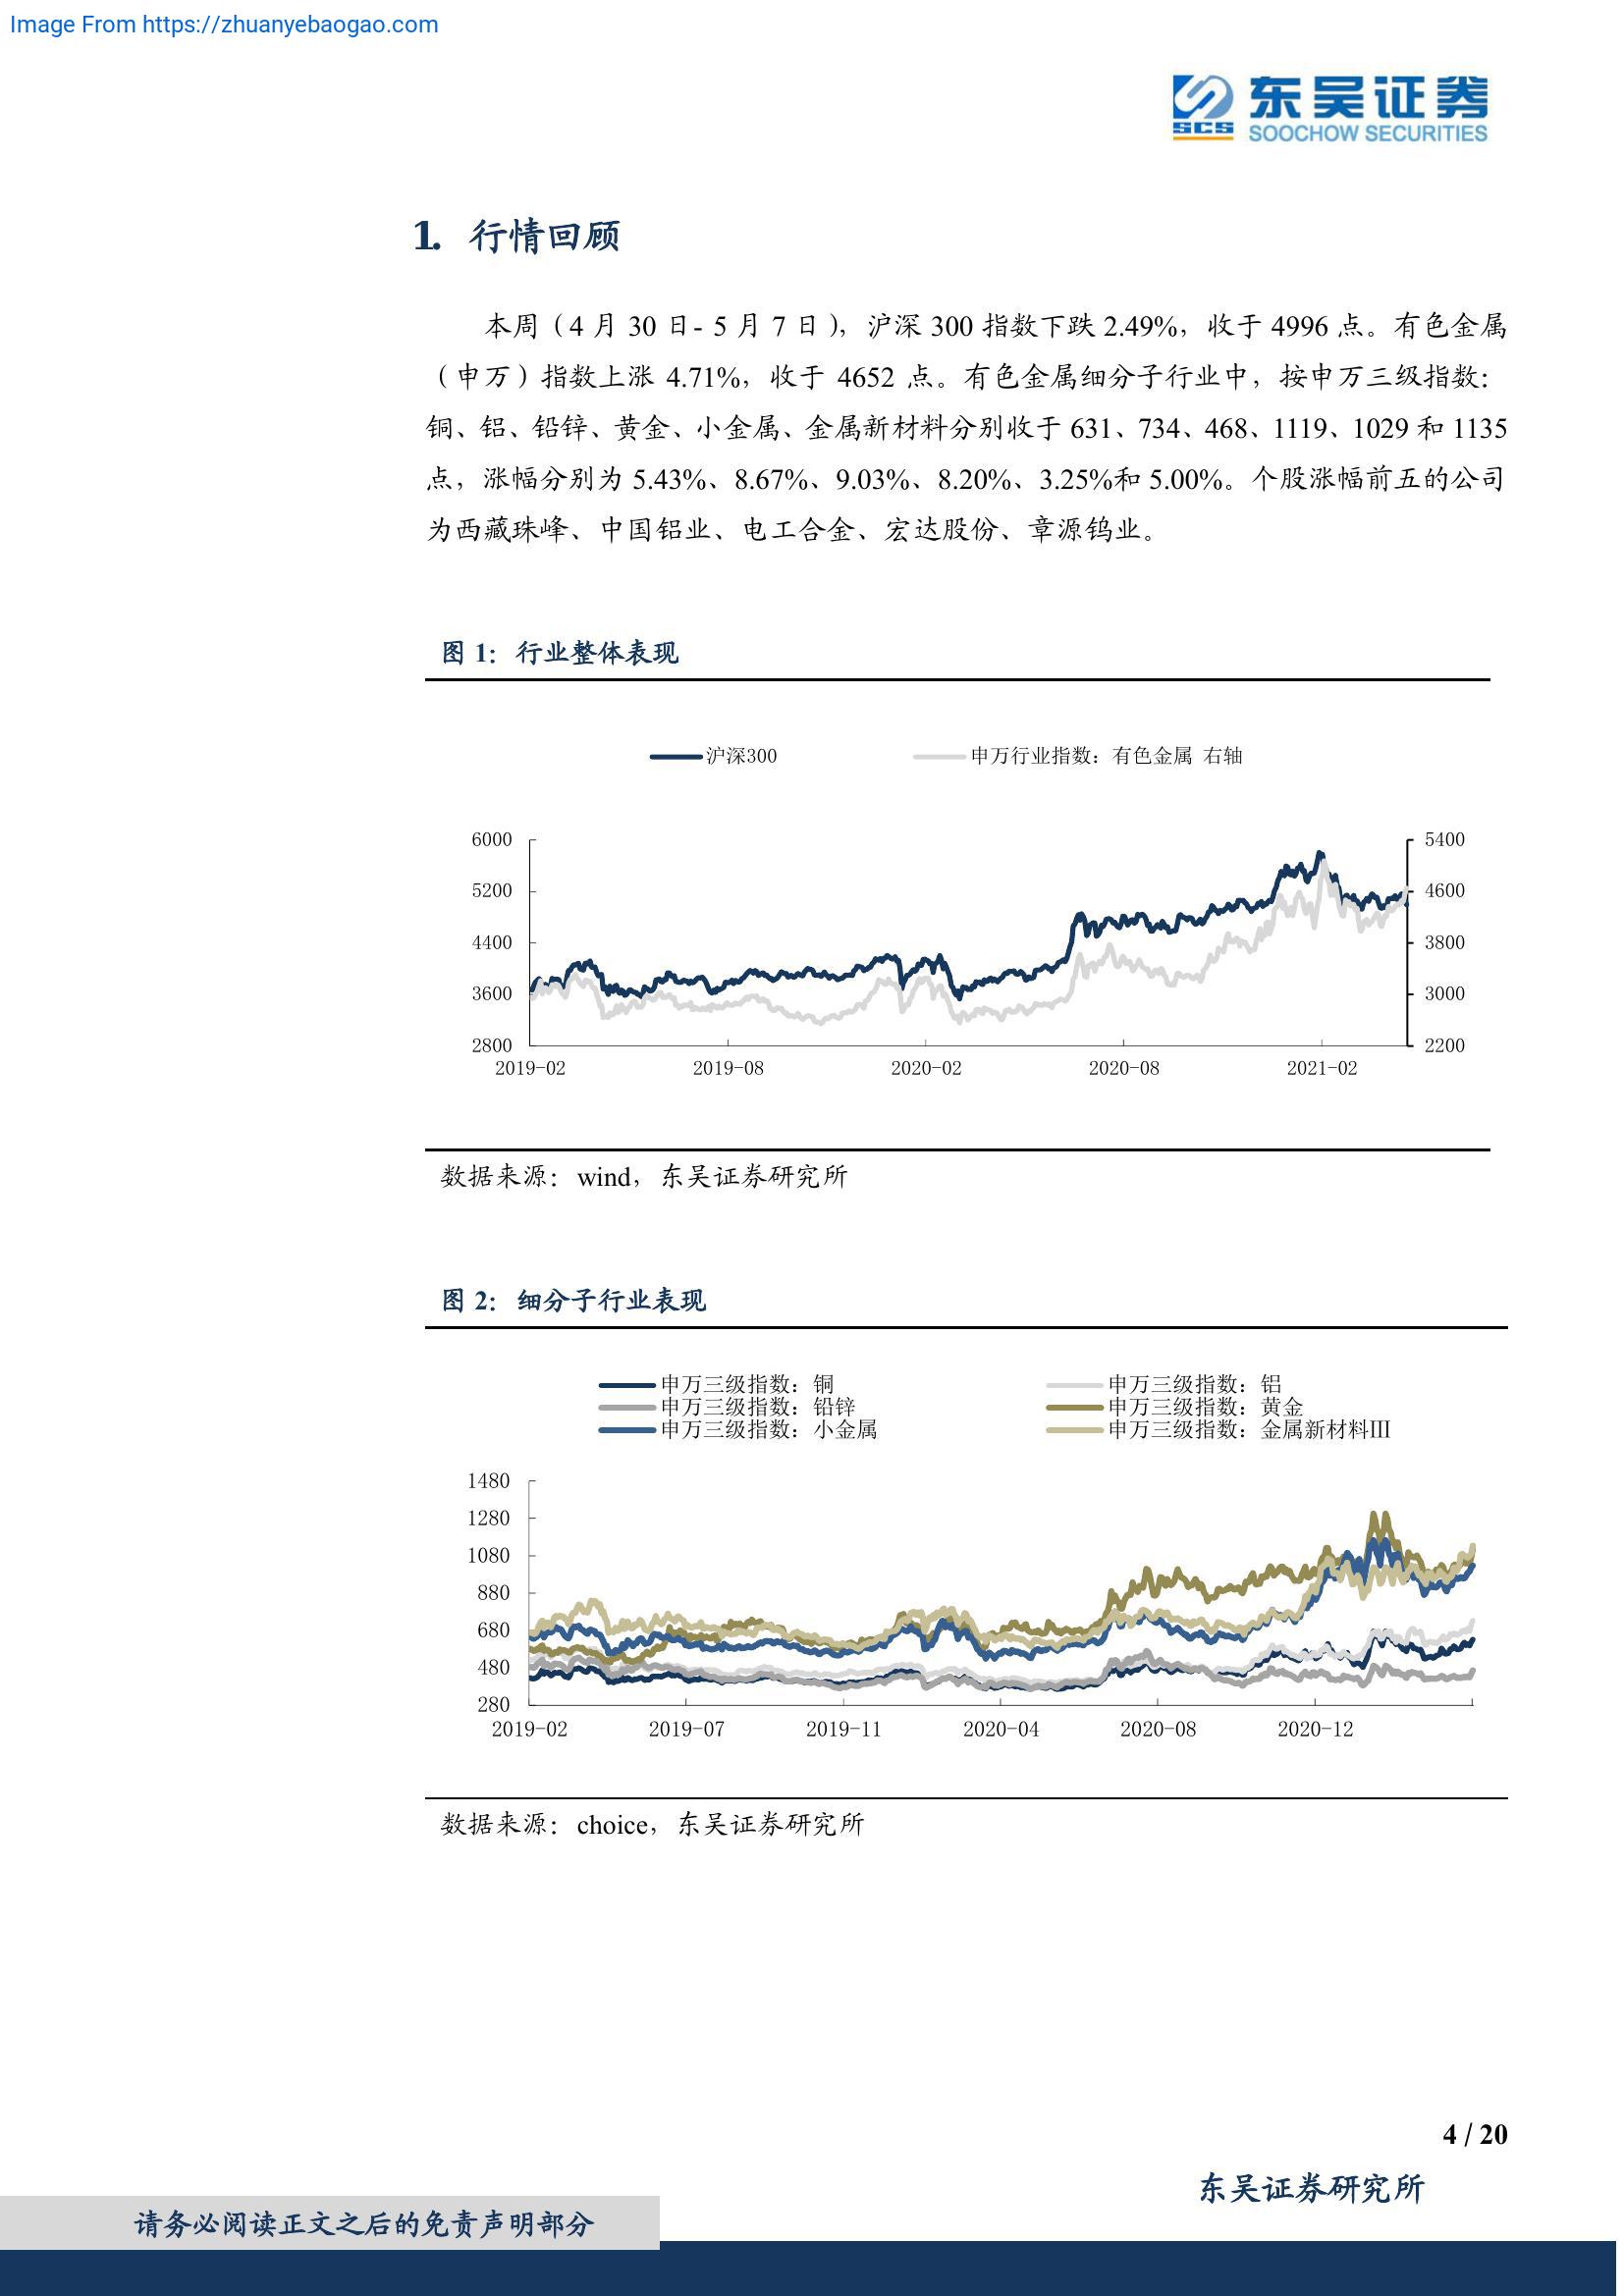 Image From https://zhuanyebaogao.com
SCS
东吴证券
SOOCHOW SECURITIES
1. 行情回顾
本周（4 月 30 日- 5 月 7 日），沪深 300 指数下跌 2.49%，收于 4996 点。有色金属
（申万）指数上涨 4.71%，收于 4652 点。有色金属细分子行业中，按申万三级指数：
铜、铝、铅锌、黄金、小金属、金属新材料分别收于 631、734、468、1119、1029 和 1135
点，涨幅分别为 5.43%、8.67%、9.03%、8.20%、3.25%和 5.00%。个股涨幅前五的公司
为西藏珠峰、中国铝业、电工合金、宏达股份、章源钨业。
图 1：行业整体表现
沪深300 申万行业指数：有色金属 右轴
6000 5400
5200 4600
4400 3800
3600 3000
2800 2200
2019-02 2019-08 2020-02 2020-08 2021-02
数据来源：wind，东吴证券研究所
图 2：细分子行业表现
申万三级指数：铜 申万三级指数：铝
申万三级指数：铅锌 申万三级指数：黄金
申万三级指数：小金属 申万三级指数：金属新材料Ⅲ
1480
1280
1080
880
680
480
280
2019-02 2019-07 2019-11 2020-04 2020-08 2020-12
数据来源：choice，东吴证券研究所
4 / 20
东吴证券研究所
请务必阅读正文之后的免责声明部分